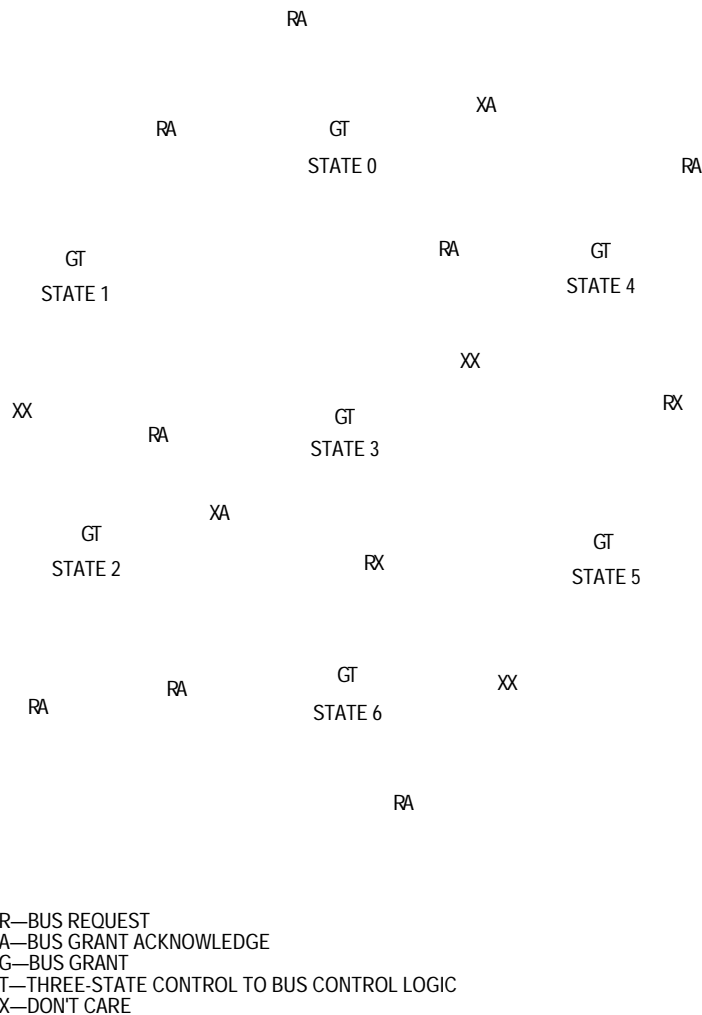 RA
XA
RA
GT
STATE 0
RA
RA
GT
GT
STATE 4
STATE 1
XX
RX
XX
GT
RA
STATE 3
XA
GT
GT
RX
STATE 2
STATE 5
GT
XX
RA
RA
STATE 6
RA
R—BUS REQUEST
A—BUS GRANT ACKNOWLEDGE
G—BUS GRANT
T—THREE-STATE CONTROL TO BUS CONTROL LOGIC
X—DON'T CARE